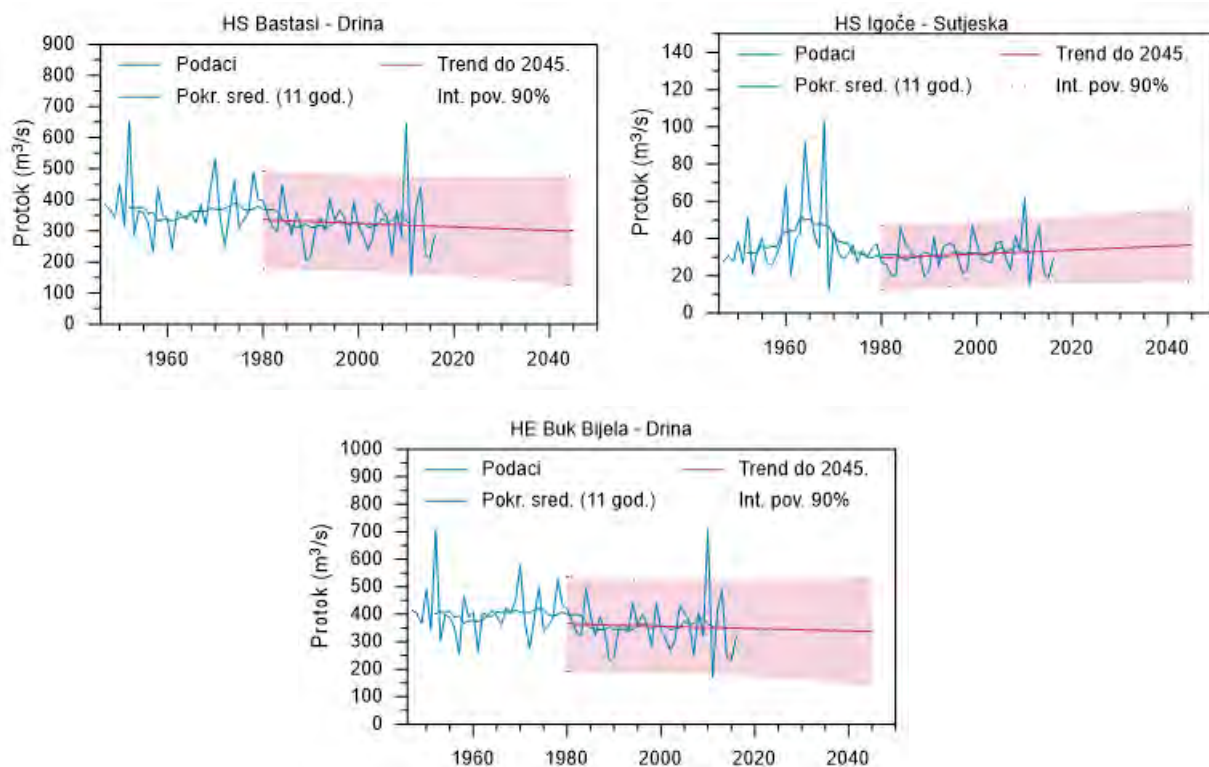 HS Bastasi - Drina
Protok (m³/s)
900
800
700
600
500
400
300
200
100
0
Podaci
Pokr. sred. (11 god.)
Trend do 2045.
Int. pov. 90%
1960 1980 2000 2020 2040
HS Igoče - Sutjeska
Protok (m³/s)
140
120
100
80
60
40
20
0
Podaci
Pokr. sred. (11 god.)
Trend do 2045.
Int. pov. 90%
1960 1980 2000 2020 2040
HE Buk Bijela - Drina
Protok (m³/s)
1000
900
800
700
600
500
400
300
200
100
0
Podaci
Pokr. sred. (11 god.)
Trend do 2045.
Int. pov. 90%
1960 1980 2000 2020 2040